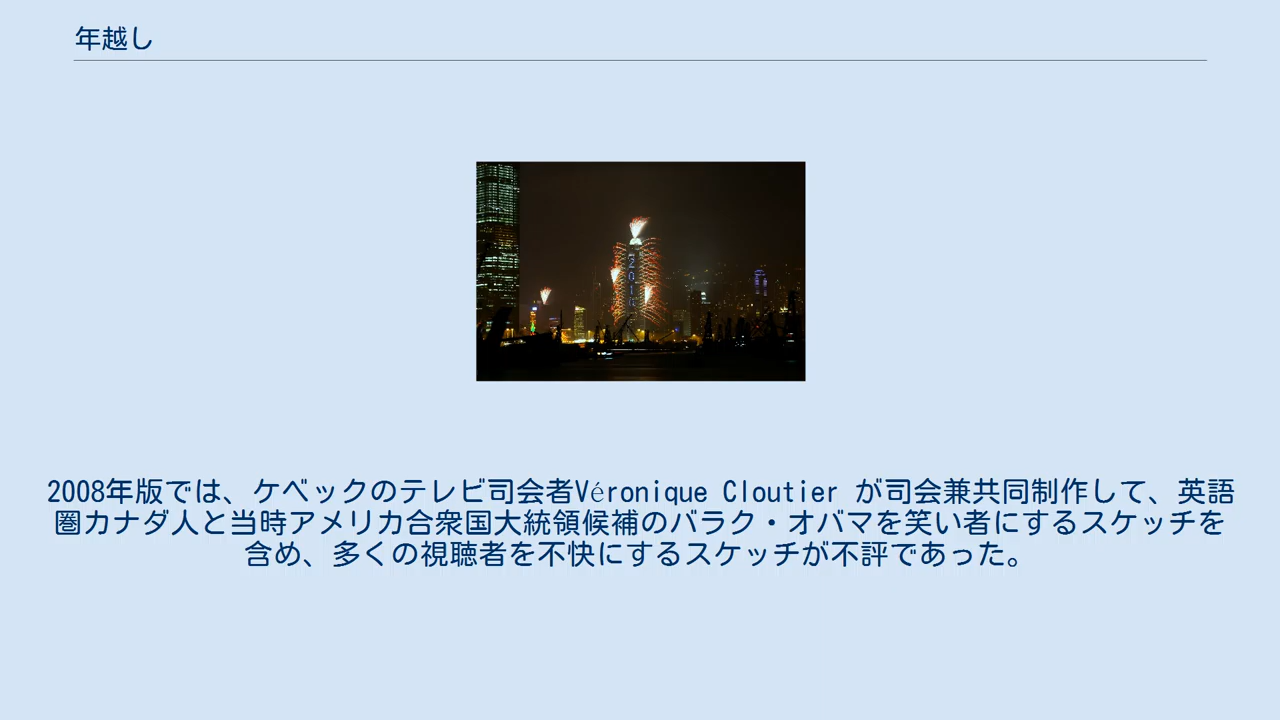 年越し
2008年版では、ケベックのテレビ司会者Véronique Cloutier が司会兼共同制作して、英語
圏カナダ人と当時アメリカ合衆国大統領候補のバラク・オバマを笑い者にするスケッチを
含め、多くの視聴者を不快にするスケッチが不評であった。